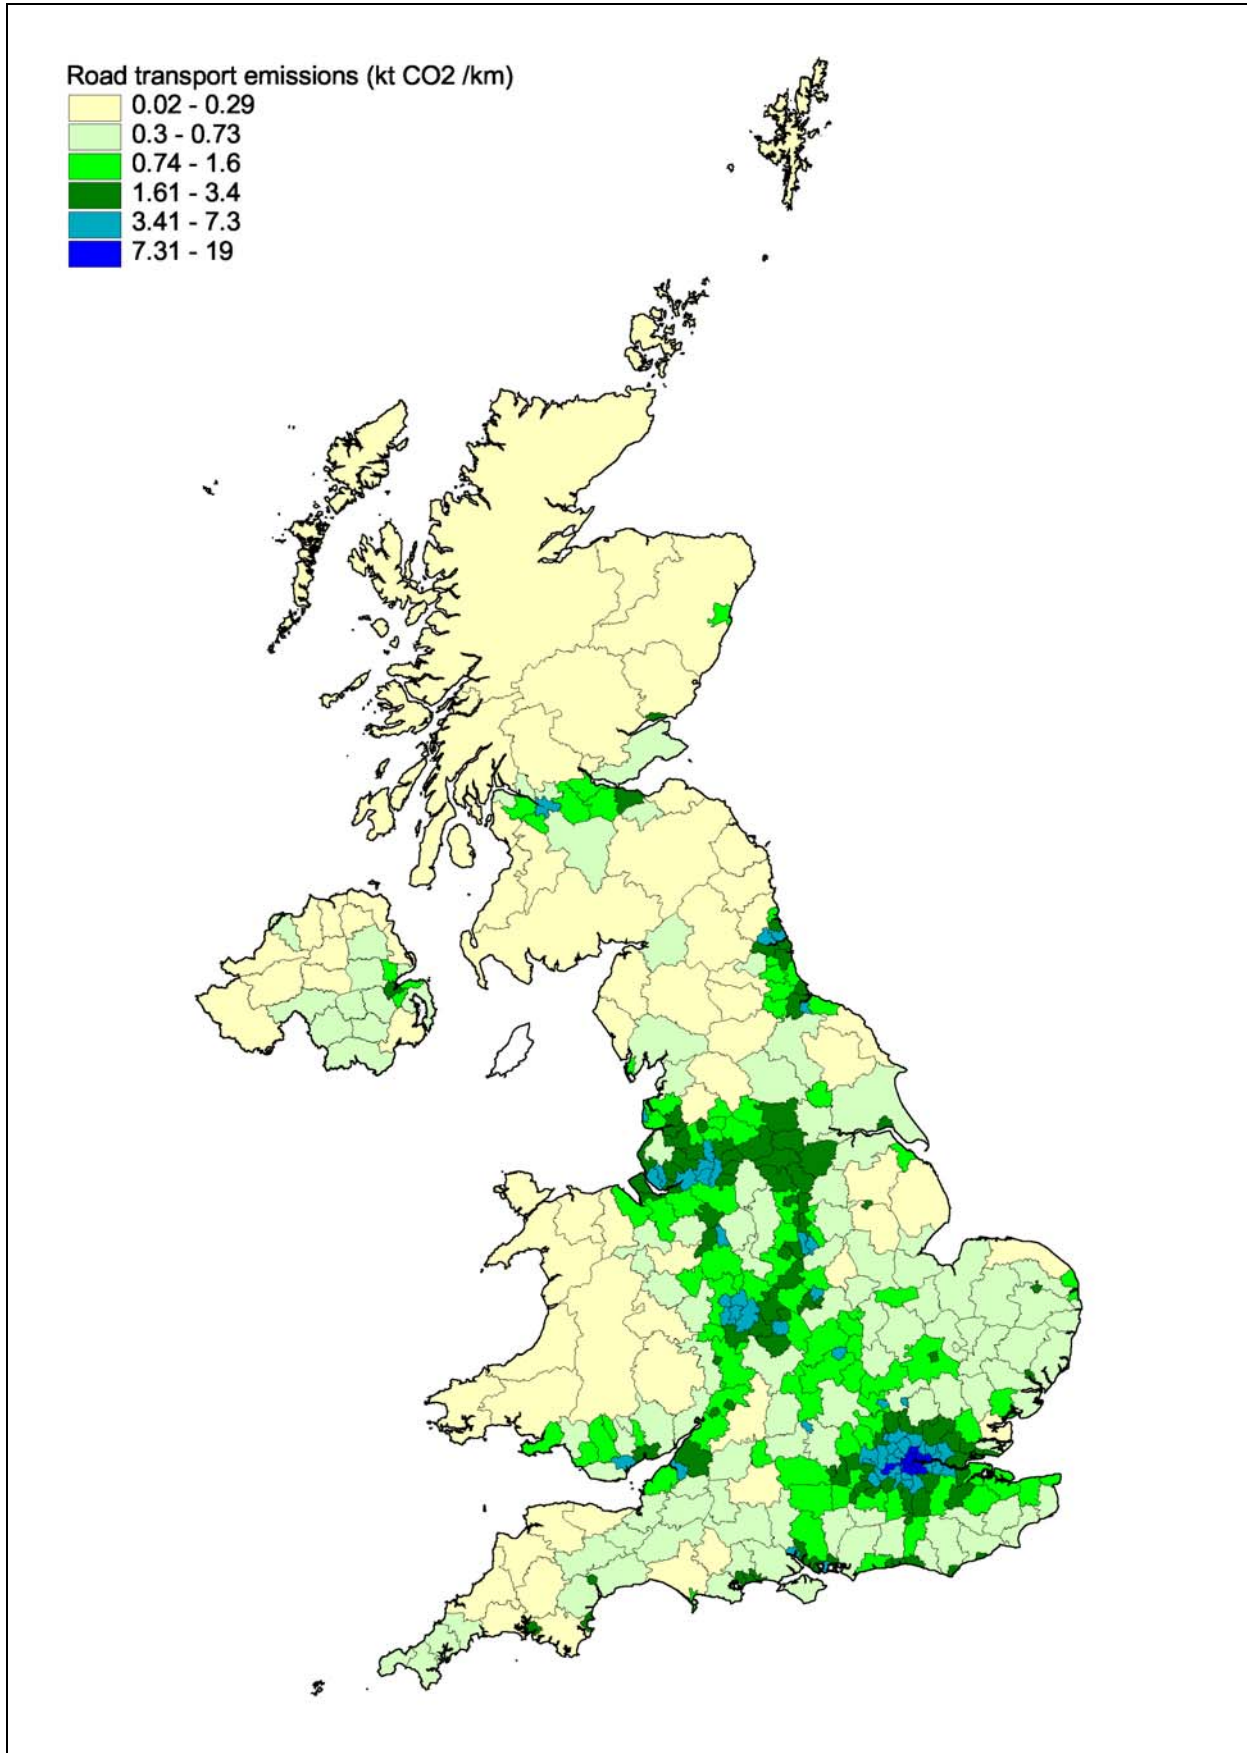 Road transport emissions (kt CO2 /km)
0.02 - 0.29
0.3 - 0.73
0.74 - 1.6
1.61 - 3.4
3.41 - 7.3
7.31 - 19